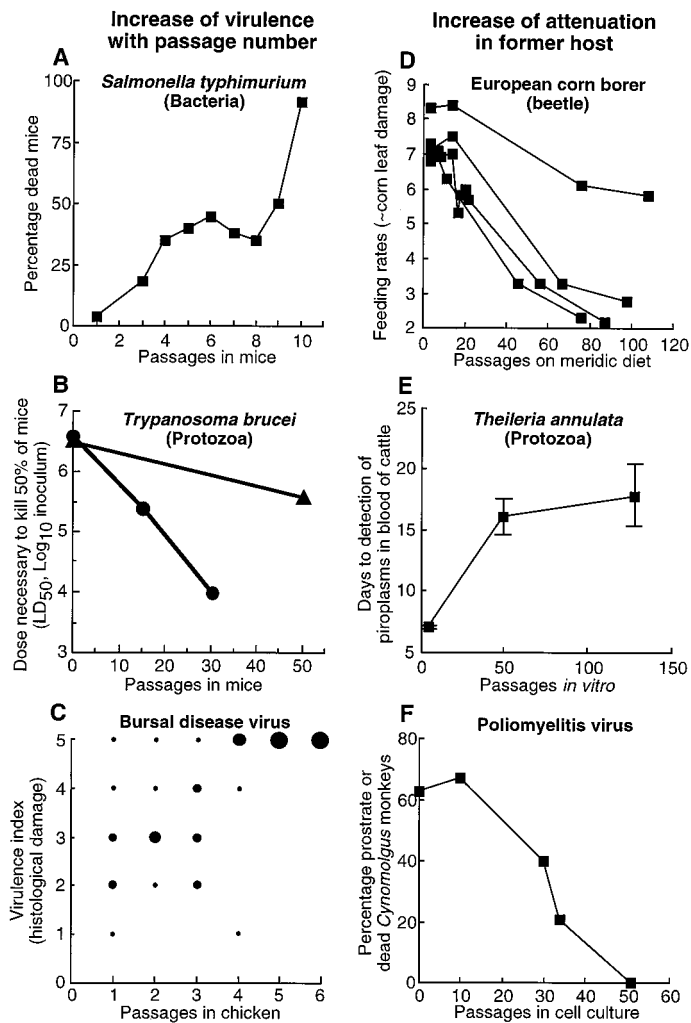 Increase of virulence
with passage number
Increase of attenuation
in former host
A
Salmonella typhimurium
(Bacteria)
Percentage dead mice
100
75
50
25
0
0 2 4 6 8 10
Passages in mice
D
European corn borer
(beetle)
Feeding rates (~corn leaf damage)
9
8
7
6
5
4
3
2
0 20 40 60 80 100 120
Passages on meridic diet
B
Trypanosoma brucei
(Protozoa)
Dose necessary to kill 50% of mice
(LD50, Log10 inoculum)
7
6
5
4
3
0 10 20 30 40 50
Passages in mice
E
Theileria annulata
(Protozoa)
Days to detection of
piroplasms in blood of cattle
25
20
15
10
5
0 50 100 150
Passages in vitro
C
Bursal disease virus
Virulence index
(histological damage)
5
4
3
2
1
0
0 1 2 3 4 5 6
Passages in chicken
F
Poliomyelitis virus
Percentage prostrate or
dead Cynomolgus monkeys
80
60
40
20
0
0 10 20 30 40 50 60
Passages in cell culture